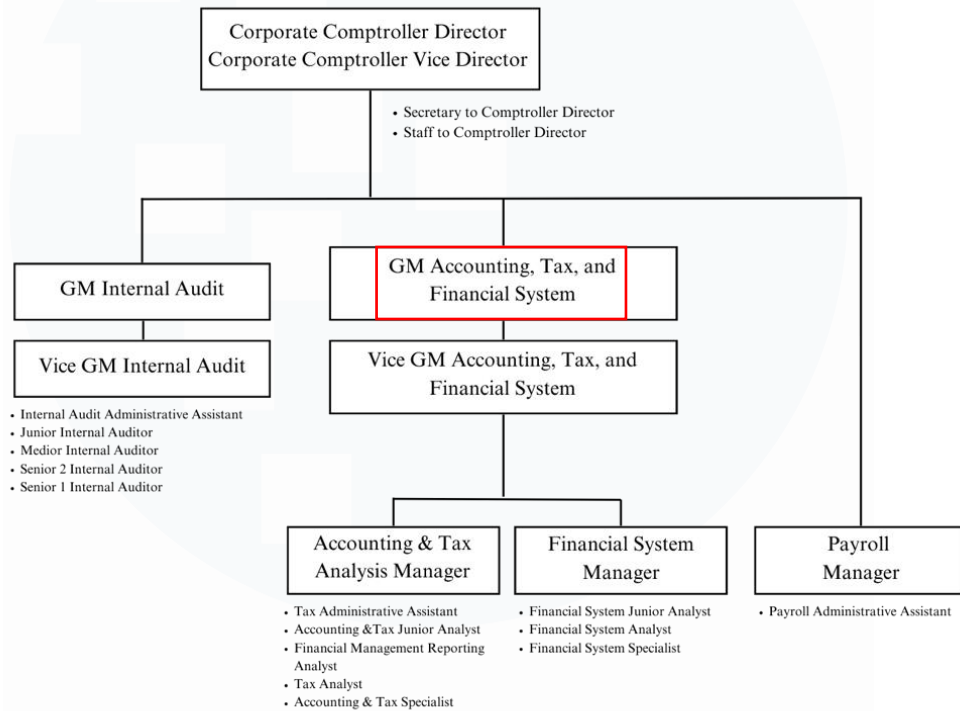 Corporate Comptroller Director
Corporate Comptroller Vice Director
• Secretary to Comptroller Director
• Staff to Comptroller Director
GM Internal Audit
Vice GM Internal Audit
• Internal Audit Administrative Assistant
• Junior Internal Auditor
• Medior Internal Auditor
• Senior 2 Internal Auditor
• Senior 1 Internal Auditor
GM Accounting, Tax, and
Financial System
Vice GM Accounting, Tax, and
Financial System
Accounting & Tax
Analysis Manager
• Tax Administrative Assistant
• Accounting &Tax Junior Analyst
• Financial Management Reporting
Analyst
• Tax Analyst
• Accounting & Tax Specialist
Financial System
Manager
• Financial System Junior Analyst
• Financial System Analyst
• Financial System Specialist
Payroll
Manager
• Payroll Administrative Assistant